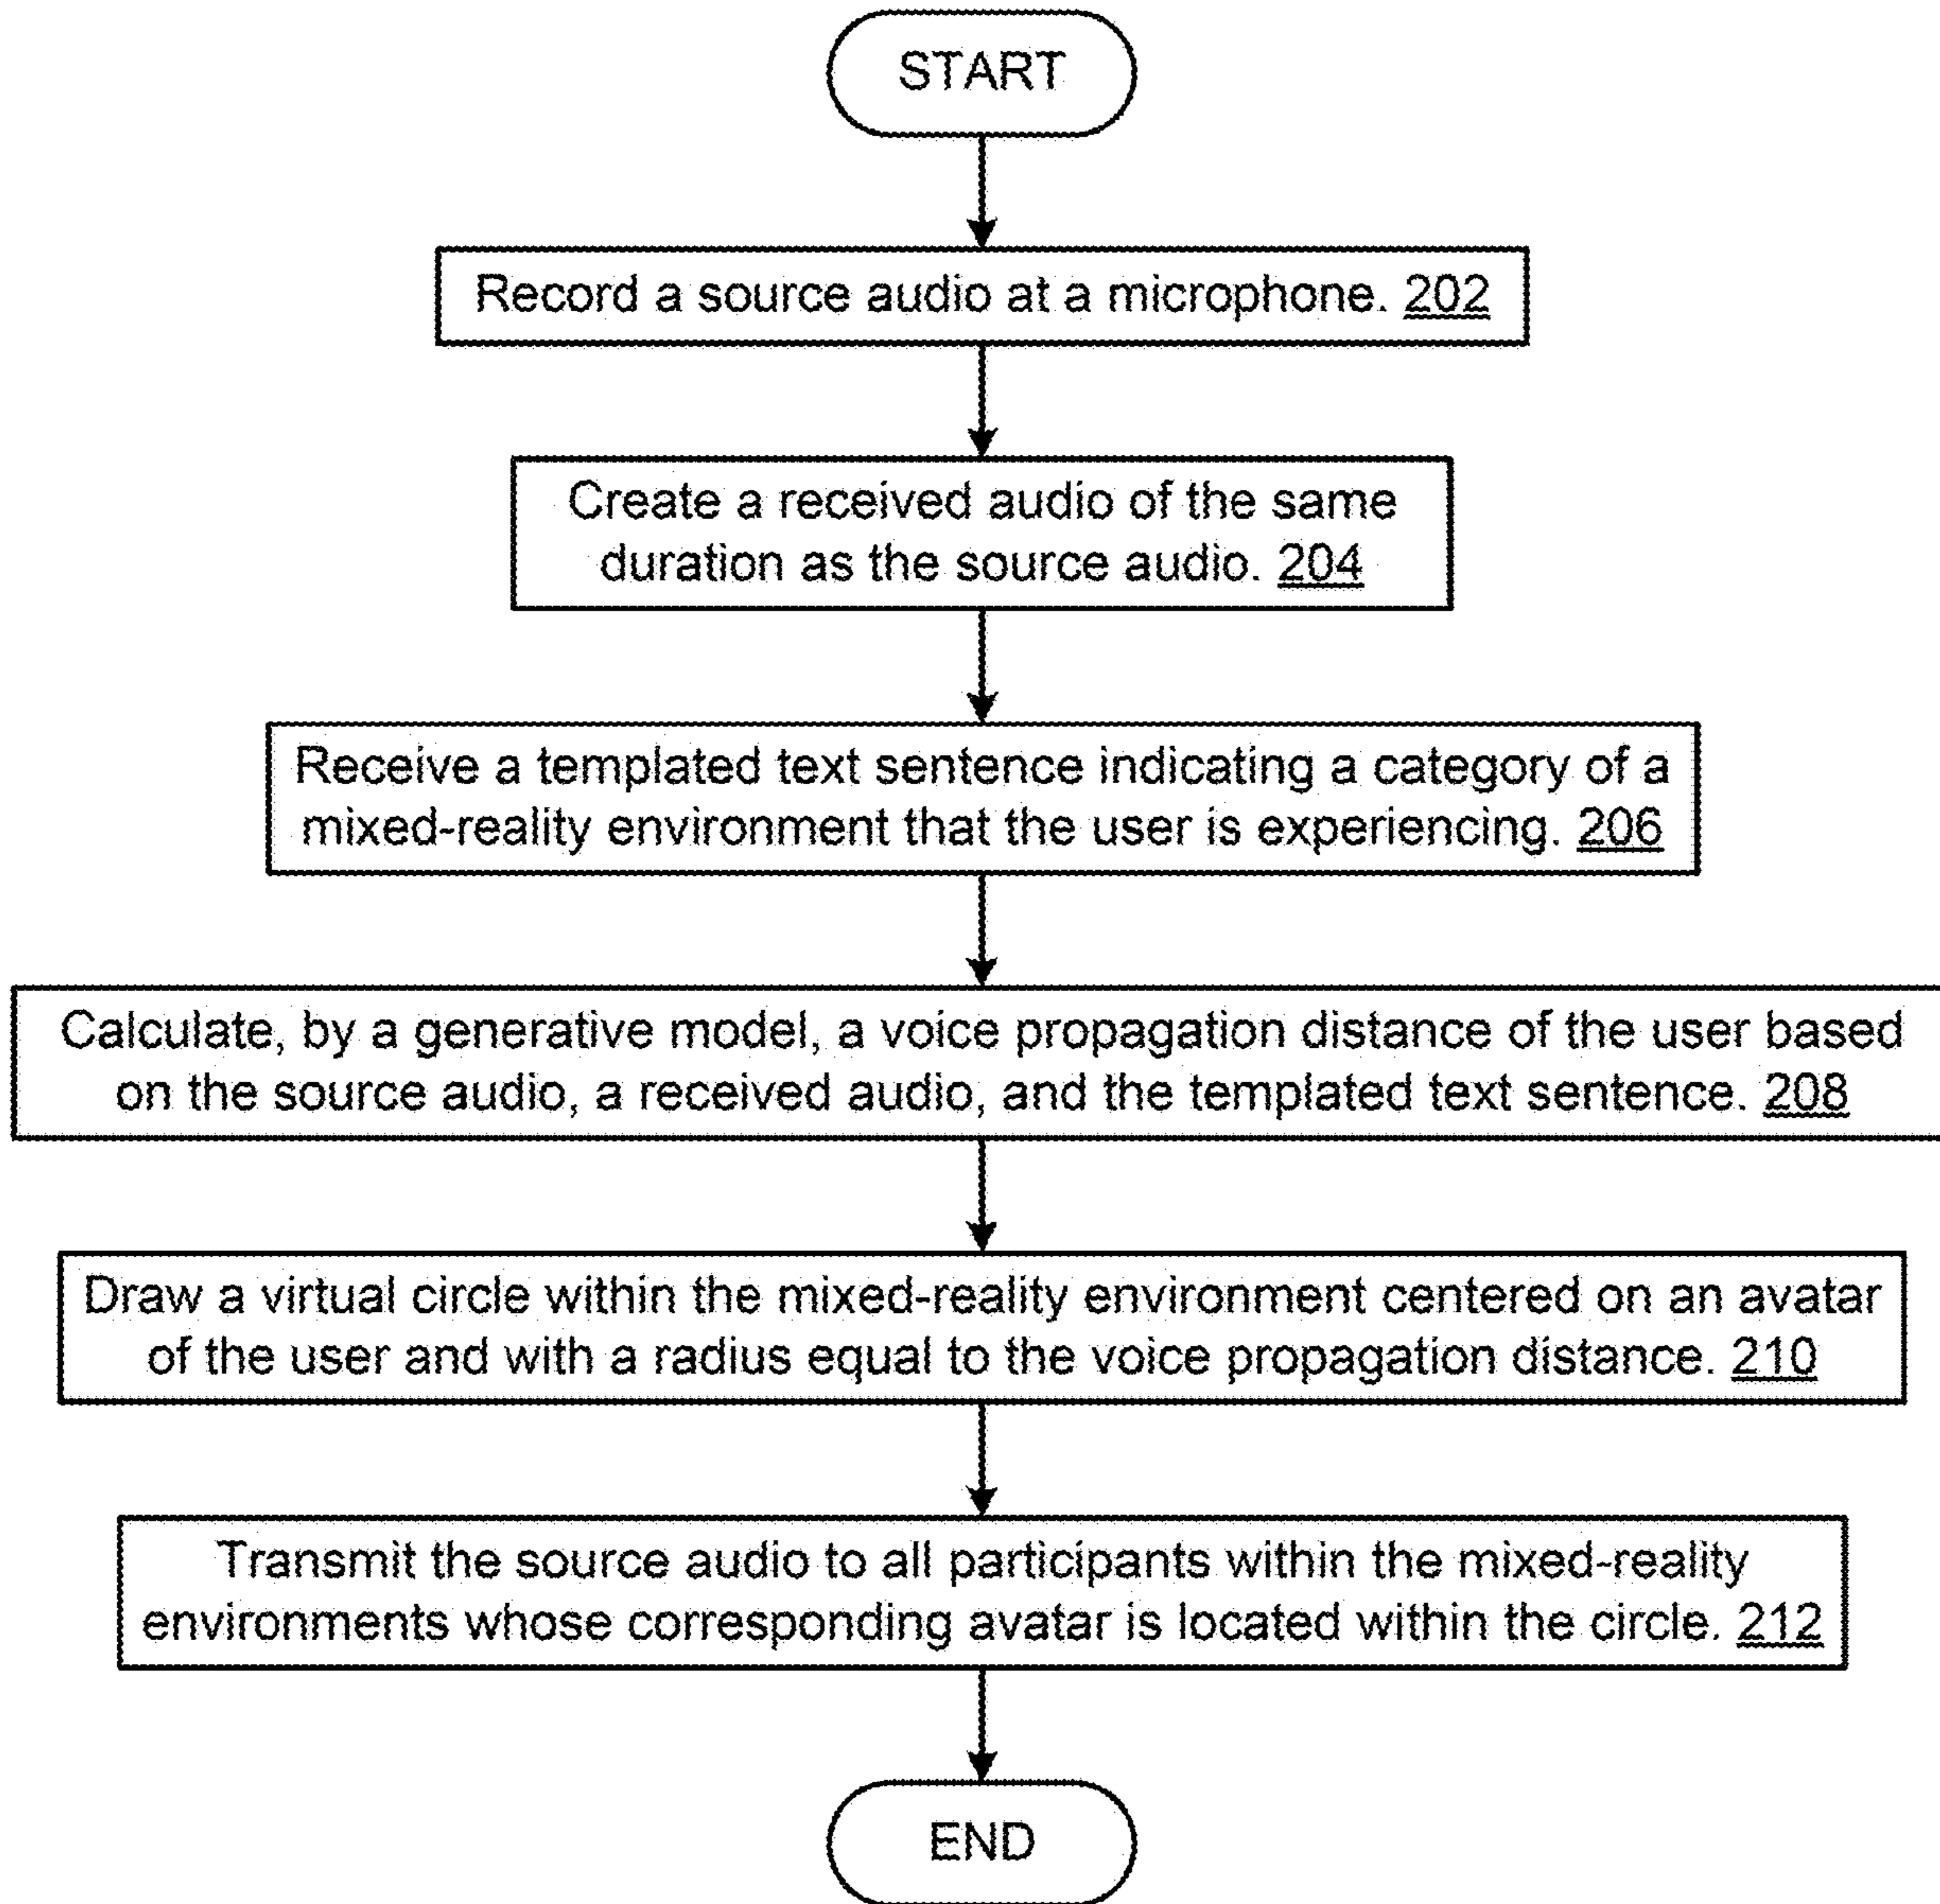 START
Record a source audio at a microphone. 202
Create a received audio of the same
duration as the source audio. 204
Receive a templated text sentence indicating a category of a
mixed-reality environment that the user is experiencing. 206
Calculate, by a generative model, a voice propagation distance of the user based
on the source audio, a received audio, and the templated text sentence. 208
Draw a virtual circle within the mixed-reality environment centered on an avatar
of the user and with a radius equal to the voice propagation distance. 210
Transmit the source audio to all participants within the mixed-reality
environments whose corresponding avatar is located within the circle. 212
END